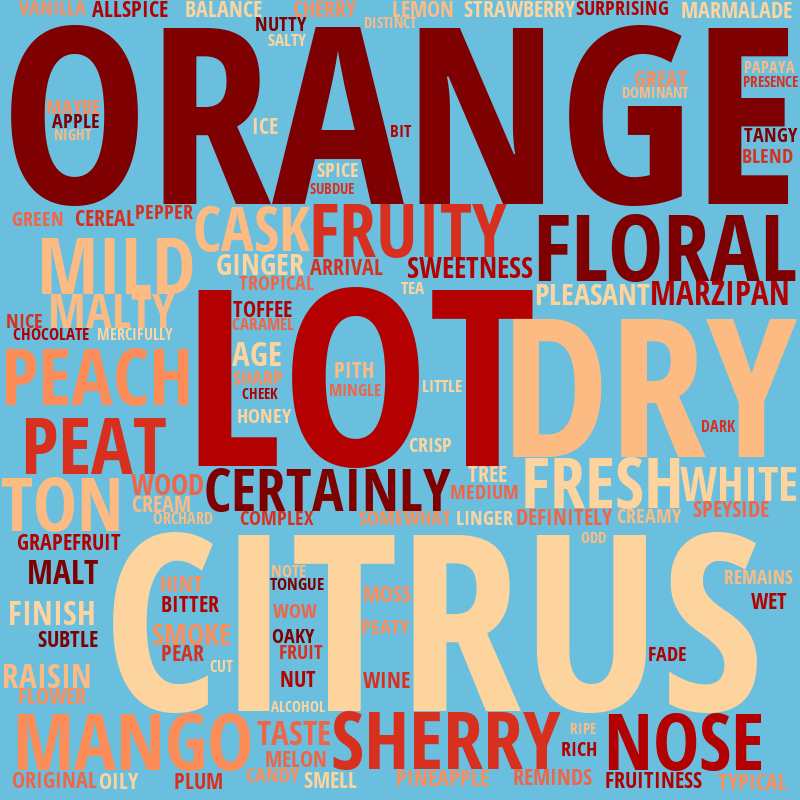 VANILLA ALLSPICE BALANCE CHERRY LEMON STRAWBERRY SURPRISING MARMALADE
NUTTY DISTINCT
SALTY
ORANGE
GREAT PAPAYA
DOMINANT PRESENCE
MAYBE
APPLE ICE BIT TANGY
NIGHT
SPICE BLEND
SUBDUE
GREEN CEREAL PEPPER CASK FRUITY FLORAL
MILD GINGER ARRIVAL SWEETNESS
TROPICAL TEA PLEASANT MARZIPAN
MALTY TOFFEE
NICE CARAMEL
CHOCOLATE MERCIFULLY
LOT DRY
AGE
PEACH SHARP PITH
CHEEK MINGLE LITTLE
HONEY DARK
PEAT CRISP
TON WOOD CERTAINLY TREE FRESH WHITE
CREAM MEDIUM
ORCHARD COMPLEX SOMEWHAT LINGER DEFINITELY CREAMY SPEYSIDE
GRAPEFRUIT ODD
CITRUS
MALT NOTE REMAINS
HINT TONGUE MOSS
FINISH BITTER WOW WET
SUBTLE SMOKE OAKY PEATY
PEAR FRUIT FADE
RAISIN CUT NUT WINE
FLOWER ALCOHOL
MANGO TASTE SHERRY RIPE NOSE
MELON RICH
ORIGINAL OILY PLUM CANDY SMELL PINEAPPLE REMINDS FRUITINESS TYPICAL